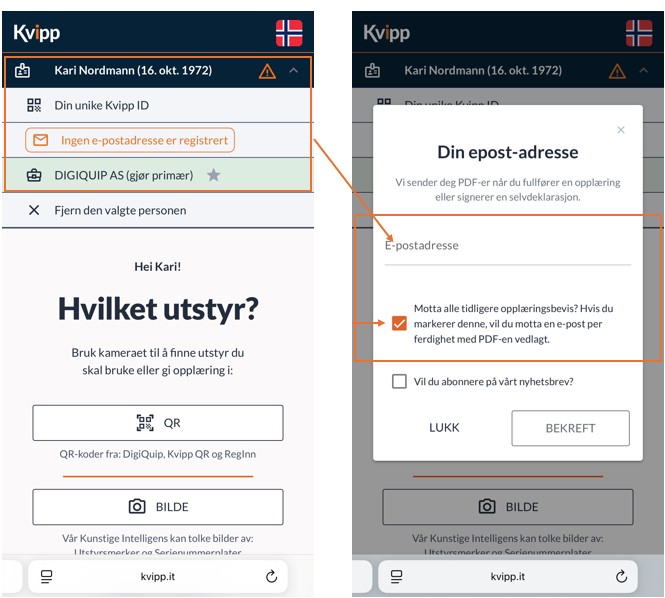 Kvipp
Kari Nordmann (16. okt. 1972)
Din unike Kvipp ID
Ingen e-postadresse er registrert
DIGIQUIP AS (gjør primær)
Fjern den valgte personen
Hei Kari!
Hvilket utstyr?
Bruk kameraet til å finne utstyr du
skal bruke eller gi opplæring i:
QR
QR-koder fra: DigiQuip, Kvipp QR og RegInn
BILDE
Vår Kunstige Intelligens kan tolke bilder av:
Utstyrsmerker og Serienummerplater
kvipp.it
Kvipp
Kari Nordmann (16. okt. 1972)
Din unike Kvipp ID
×
Din epost-adresse
Vi sender deg PDF-er når du fullfører en opplæring
eller signerer en selvdeklarasjon.
E-postadresse
Motta alle tidligere opplæringsbevis? Hvis du
markerer denne, vil du motta en e-post per
ferdighet med PDF-en vedlagt.
Vil du abonnere på vårt nyhetsbrev?
LUKK
BEKREFT
BILDE
Vår Kunstige Intelligens kan tolke bilder av:
Utstyrsmerker og Serienummerplater
kvipp.it